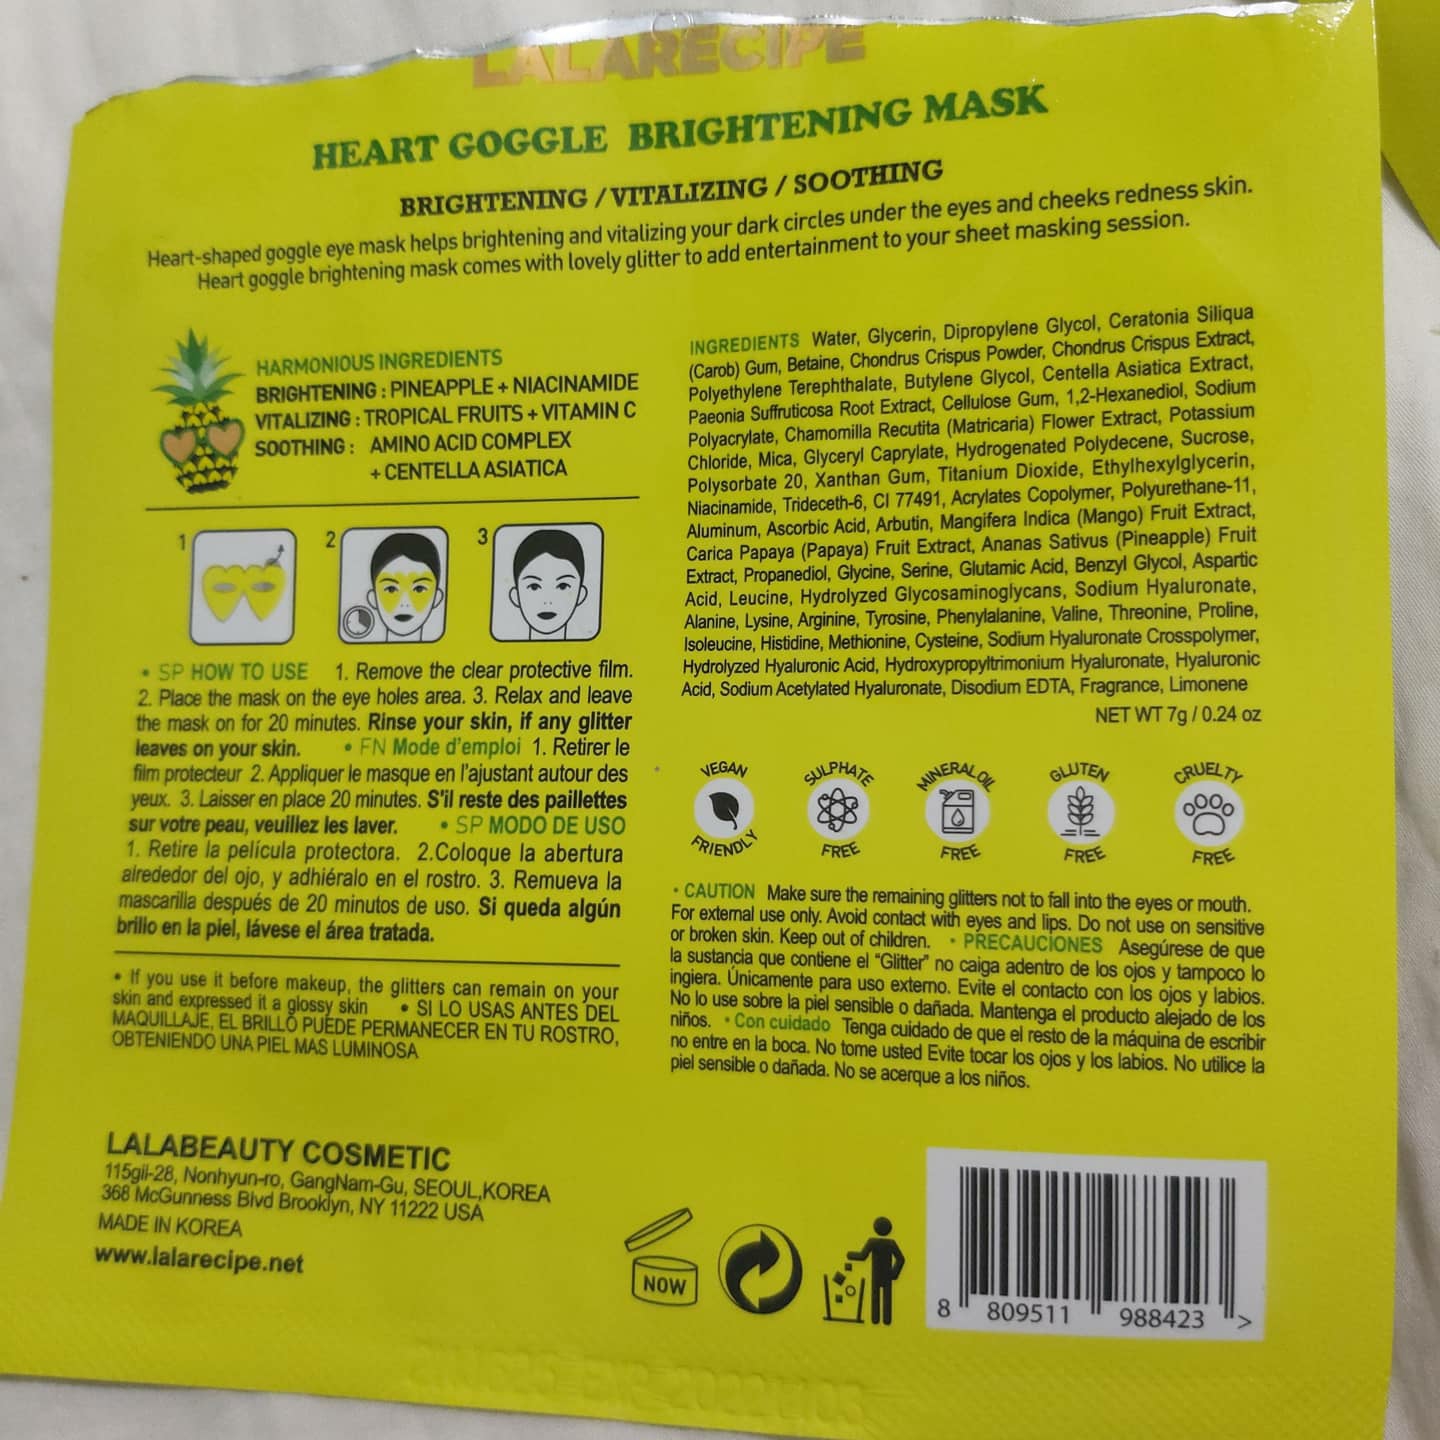 LALARECIPE
HEART GOGGLE BRIGHTENING MASK
BRIGHTENING / VITALIZING / SOOTHING
Heart-shaped goggle eye mask helps brightening and vitalizing your dark circles under the eyes and cheeks redness skin.
Heart goggle brightening mask comes with lovely glitter to add entertainment to your sheet masking session.
HARMONIOUS INGREDIENTS
BRIGHTENING : PINEAPPLE + NIACINAMIDE
VITALIZING : TROPICAL FRUITS + VITAMIN C
SOOTHING : AMINO ACID COMPLEX
+ CENTELLA ASIATICA
1
2
3
• SP HOW TO USE 1. Remove the clear protective film.
2. Place the mask on the eye holes area. 3. Relax and leave
the mask on for 20 minutes. Rinse your skin, if any glitter
leaves on your skin. • FN Mode d'emploi 1. Retirer le
film protecteur 2. Appliquer le masque en l'ajustant autour des
yeux. 3. Laisser en place 20 minutes. S'il reste des paillettes
sur votre peau, veuillez les laver. • SP MODO DE USO
1. Retire la película protectora. 2.Coloque la abertura
alrededor del ojo, y adhiéralo en el rostro. 3. Remueva la
mascarilla después de 20 minutos de uso. Si queda algún
brillo en la piel, lávese el área tratada.
• If you use it before makeup, the glitters can remain on your
skin and expressed it a glossy skin • SI LO USAS ANTES DEL
MAQUILLAJE, EL BRILLO PUEDE PERMANECER EN TU ROSTRO,
OBTENIENDO UNA PIEL MAS LUMINOSA
INGREDIENTS Water, Glycerin, Dipropylene Glycol, Ceratonia Siliqua
(Carob) Gum, Betaine, Chondrus Crispus Powder, Chondrus Crispus Extract,
Polyethylene Terephthalate, Butylene Glycol, Centella Asiatica Extract,
Paeonia Suffruticosa Root Extract, Cellulose Gum, 1,2-Hexanediol, Sodium
Polyacrylate, Chamomilla Recutita (Matricaria) Flower Extract, Potassium
Chloride, Mica, Glyceryl Caprylate, Hydrogenated Polydecene, Sucrose,
Polysorbate 20, Xanthan Gum, Titanium Dioxide, Ethylhexylglycerin,
Niacinamide, Trideceth-6, CI 77491, Acrylates Copolymer, Polyurethane-11,
Aluminum, Ascorbic Acid, Arbutin, Mangifera Indica (Mango) Fruit Extract,
Carica Papaya (Papaya) Fruit Extract, Ananas Sativus (Pineapple) Fruit
Extract, Propanediol, Glycine, Serine, Glutamic Acid, Benzyl Glycol, Aspartic
Acid, Leucine, Hydrolyzed Glycosaminoglycans, Sodium Hyaluronate,
Alanine, Lysine, Arginine, Tyrosine, Phenylalanine, Valine, Threonine, Proline,
Isoleucine, Histidine, Methionine, Cysteine, Sodium Hyaluronate Crosspolymer,
Hydrolyzed Hyaluronic Acid, Hydroxypropyltrimonium Hyaluronate, Hyaluronic
Acid, Sodium Acetylated Hyaluronate, Disodium EDTA, Fragrance, Limonene
NET WT 7g / 0.24 oz
VEGAN FRIENDLY
SULPHATE FREE
MINERAL OIL FREE
GLUTEN FREE
CRUELTY FREE
• CAUTION Make sure the remaining glitters not to fall into the eyes or mouth.
For external use only. Avoid contact with eyes and lips. Do not use on sensitive
or broken skin. Keep out of children. • PRECAUCIONES Asegúrese de que
la sustancia que contiene el “Glitter” no caiga adentro de los ojos y tampoco lo
ingiera. Únicamente para uso externo. Evite el contacto con los ojos y labios.
No lo use sobre la piel sensible o dañada. Mantenga el producto alejado de los
niños. • Con cuidado Tenga cuidado de que el resto de la máquina de escribir
no entre en la boca. No tome usted Evite tocar los ojos y los labios. No utilice la
piel sensible o dañada. No se acerque a los niños.
LALABEAUTY COSMETIC
115gil-28, Nonhyun-ro, GangNam-Gu, SEOUL,KOREA
368 McGunness Blvd Brooklyn, NY 11222 USA
MADE IN KOREA
www.lalarecipe.net
NOW
8 809511 988423 >